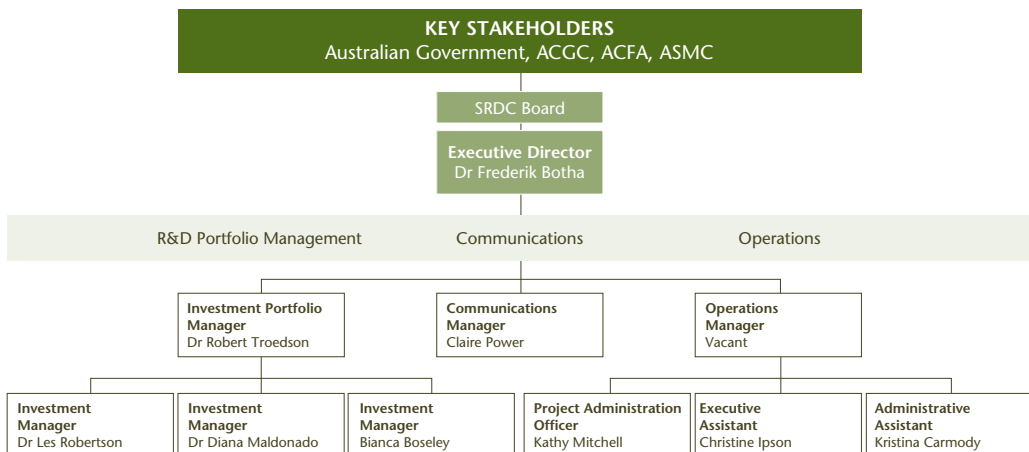 KEY STAKEHOLDERS
Australian Government, ACGC, ACFA, ASMC
SRDC Board
Executive Director
Dr Frederik Botha
R&D Portfolio Management
Communications
Operations
Investment Portfolio
Manager
Dr Robert Troedson
Communications
Manager
Claire Power
Operations
Manager
Vacant
Investment
Manager
Dr Les Robertson
Investment
Manager
Dr Diana Maldonado
Investment
Manager
Bianca Boseley
Project Administration
Officer
Kathy Mitchell
Executive
Assistant
Christine Ipson
Administrative
Assistant
Kristina Carmody